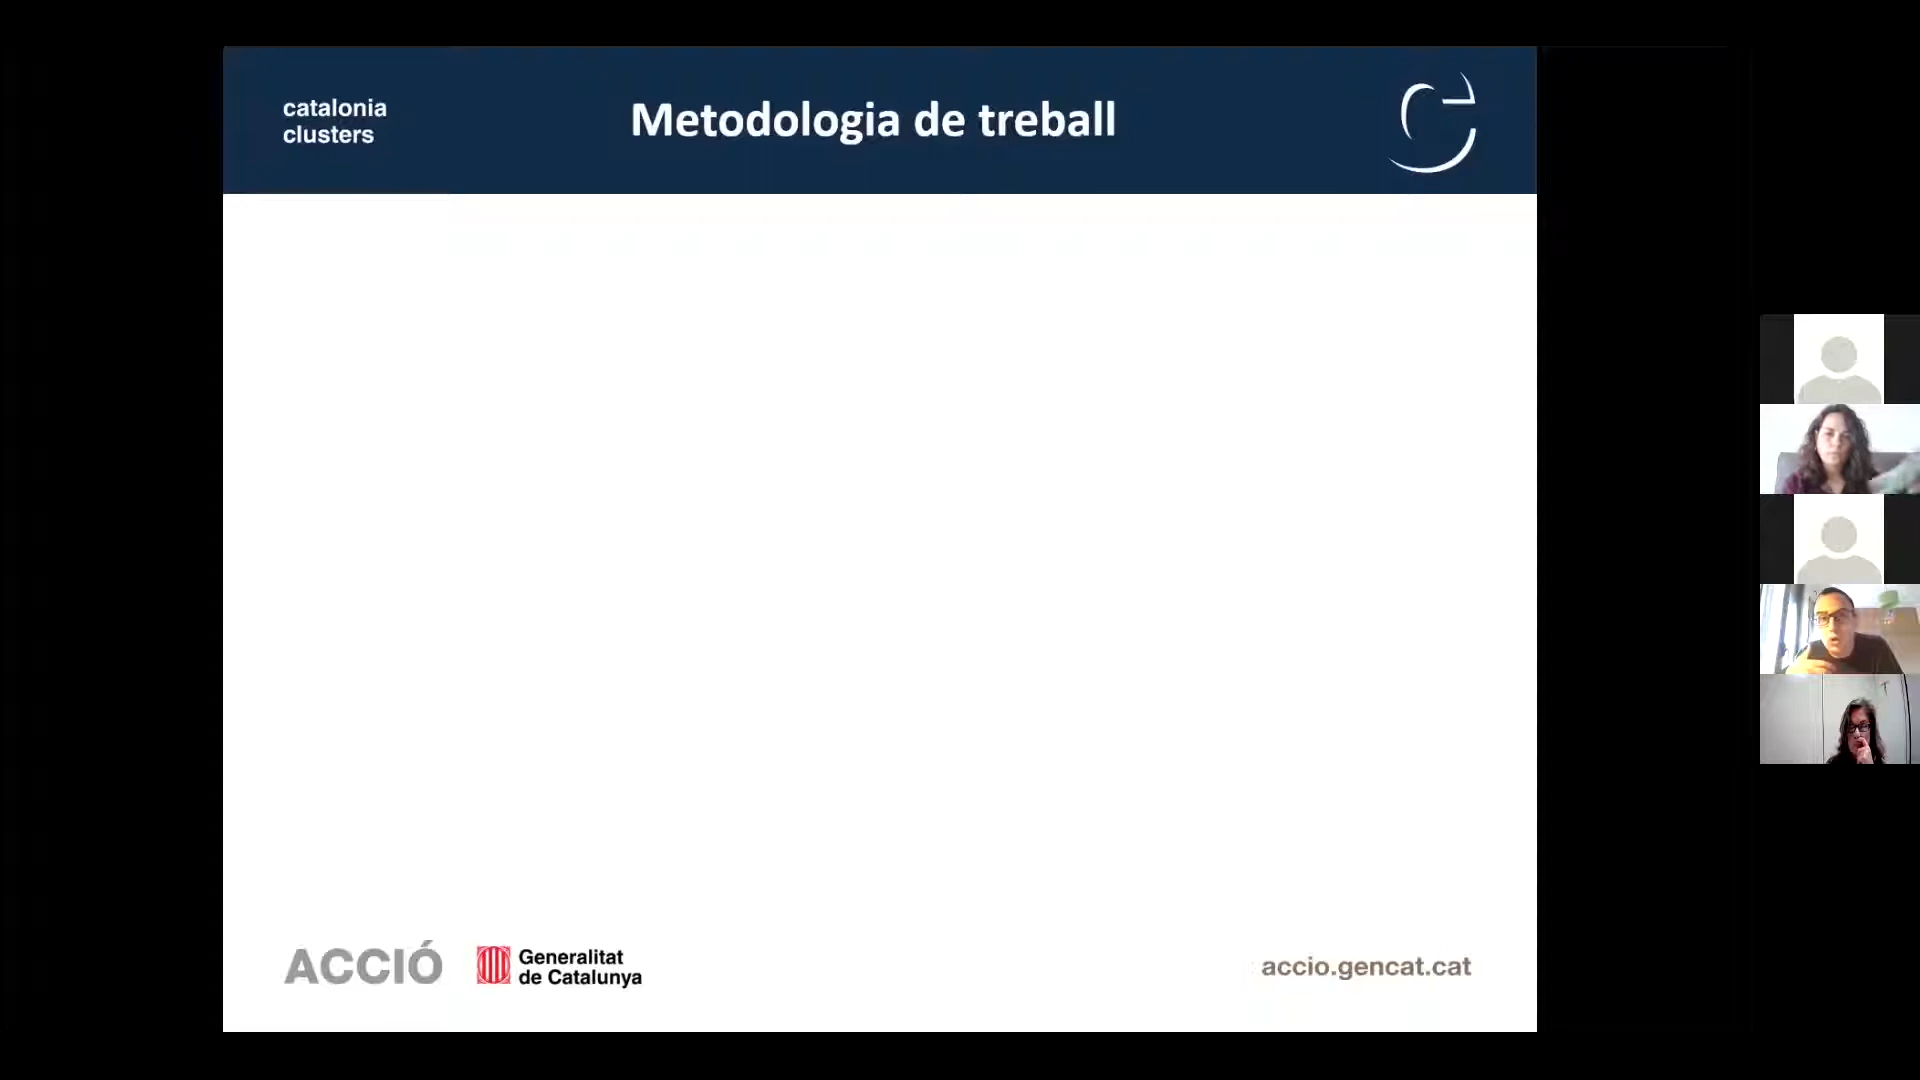 catalonia
clusters
Metodologia de treball
ACCIÓ
Generalitat
de Catalunya
accio.gencat.cat